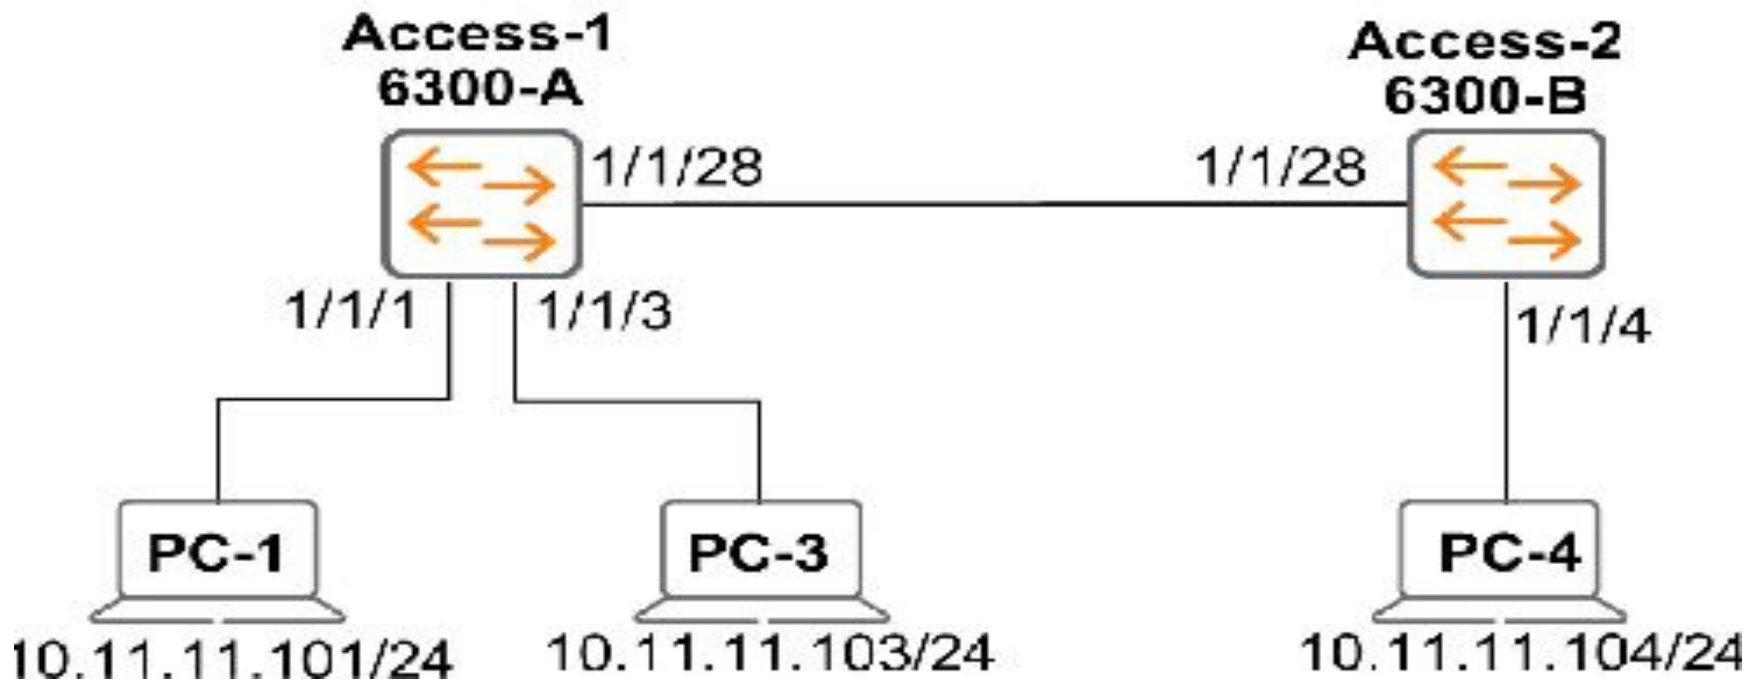 Access-1
6300-A
Access-2
6300-B
1/1/28
1/1/28
1/1/1
1/1/3
1/1/4
PC-1
PC-3
PC-4
10.11.11.101/24
10.11.11.103/24
10.11.11.104/24